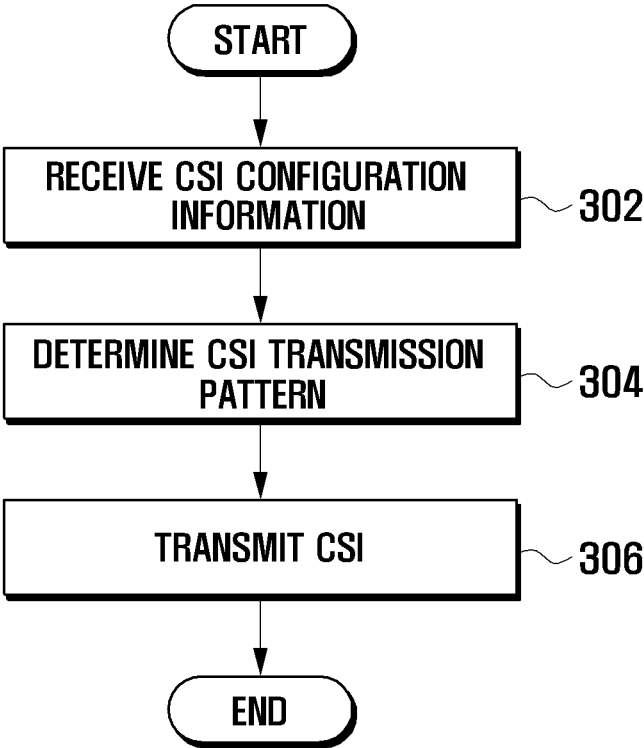 START
RECEIVE CSI CONFIGURATION
INFORMATION
302
DETERMINE CSI TRANSMISSION
PATTERN
304
TRANSMIT CSI
306
END